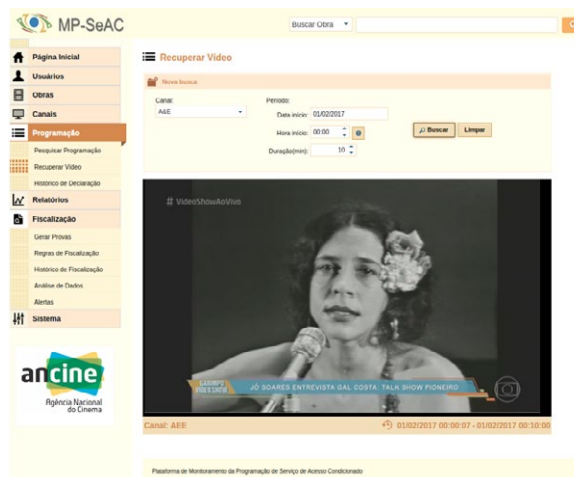 MP-SeAC
Buscar Obra
Página Inicial
Usuários
Obras
Canais
Programação
Pesquisar Programação
Recuperar Vídeo
Histórico de Declaração
Relatórios
Fiscalização
Gerar Provas
Regras de Fiscalização
Histórico de Fiscalização
Análise de Dados
Alertas
Sistema
ancine
Agência Nacional
do Cinema
Recuperar Vídeo
Nova busca
Canal:
A&E
Período:
Data início: 01/02/2017
Hora início: 00:00
Duração(min): 10
Buscar
Limpar
# VideoShowAoVivo
GARIMPO
VIDEO SHOW
JÔ SOARES ENTREVISTA GAL COSTA: TALK SHOW PIONEIRO
Canal: AEE
01/02/2017 00:00:07 - 01/02/2017 00:10:00
Plataforma de Monitoramento da Programação de Serviço de Acesso Condicionado